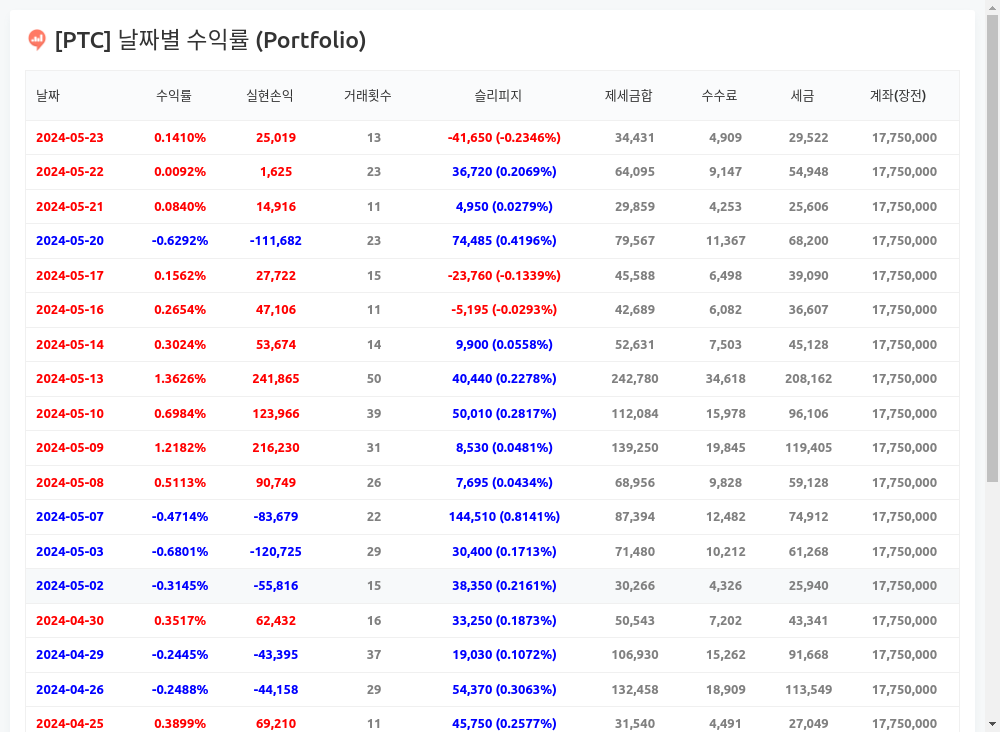 [PTC] 날짜별 수익률 (Portfolio)
날짜 수익률 실현손익 거래횟수 슬리피지 제세금합 수수료 세금 계좌(장전)
2024-05-23 0.1410% 25,019 13 -41,650 (-0.2346%) 34,431 4,909 29,522 17,750,000
2024-05-22 0.0092% 1,625 23 36,720 (0.2069%) 64,095 9,147 54,948 17,750,000
2024-05-21 0.0840% 14,916 11 4,950 (0.0279%) 29,859 4,253 25,606 17,750,000
2024-05-20 -0.6292% -111,682 23 74,485 (0.4196%) 79,567 11,367 68,200 17,750,000
2024-05-17 0.1562% 27,722 15 -23,760 (-0.1339%) 45,588 6,498 39,090 17,750,000
2024-05-16 0.2654% 47,106 11 -5,195 (-0.0293%) 42,689 6,082 36,607 17,750,000
2024-05-14 0.3024% 53,674 14 9,900 (0.0558%) 52,631 7,503 45,128 17,750,000
2024-05-13 1.3626% 241,865 50 40,440 (0.2278%) 242,780 34,618 208,162 17,750,000
2024-05-10 0.6984% 123,966 39 50,010 (0.2817%) 112,084 15,978 96,106 17,750,000
2024-05-09 1.2182% 216,230 31 8,530 (0.0481%) 139,250 19,845 119,405 17,750,000
2024-05-08 0.5113% 90,749 26 7,695 (0.0434%) 68,956 9,828 59,128 17,750,000
2024-05-07 -0.4714% -83,679 22 144,510 (0.8141%) 87,394 12,482 74,912 17,750,000
2024-05-03 -0.6801% -120,725 29 30,400 (0.1713%) 71,480 10,212 61,268 17,750,000
2024-05-02 -0.3145% -55,816 15 38,350 (0.2161%) 30,266 4,326 25,940 17,750,000
2024-04-30 0.3517% 62,432 16 33,250 (0.1873%) 50,543 7,202 43,341 17,750,000
2024-04-29 -0.2445% -43,395 37 19,030 (0.1072%) 106,930 15,262 91,668 17,750,000
2024-04-26 -0.2488% -44,158 29 54,370 (0.3063%) 132,458 18,909 113,549 17,750,000
2024-04-25 0.3899% 69,210 11 45,750 (0.2577%) 31,540 4,491 27,049 17,750,000